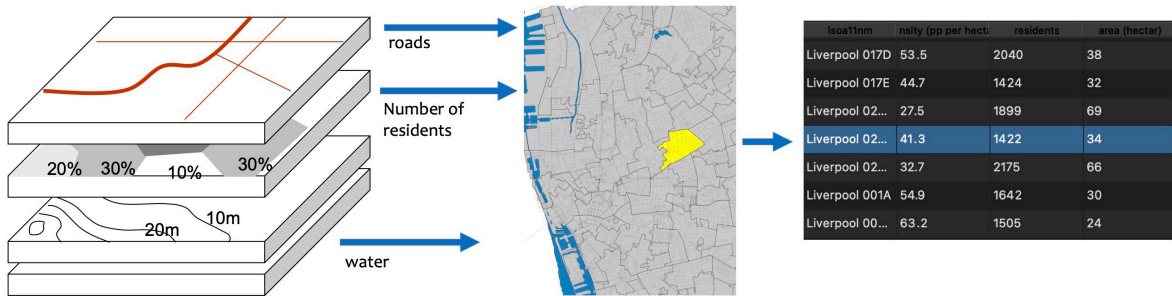 roads
Number of
residents
20% 30% 10% 30%
10m
20m
water
lsoa11nm nsity (pp per hect residents area (hectar)
Liverpool 017D 53.5 2040 38
Liverpool 017E 44.7 1424 32
Liverpool 02... 27.5 1899 69
Liverpool 02... 41.3 1422 34
Liverpool 02... 32.7 2175 66
Liverpool 001A 54.9 1642 30
Liverpool 00... 63.2 1505 24